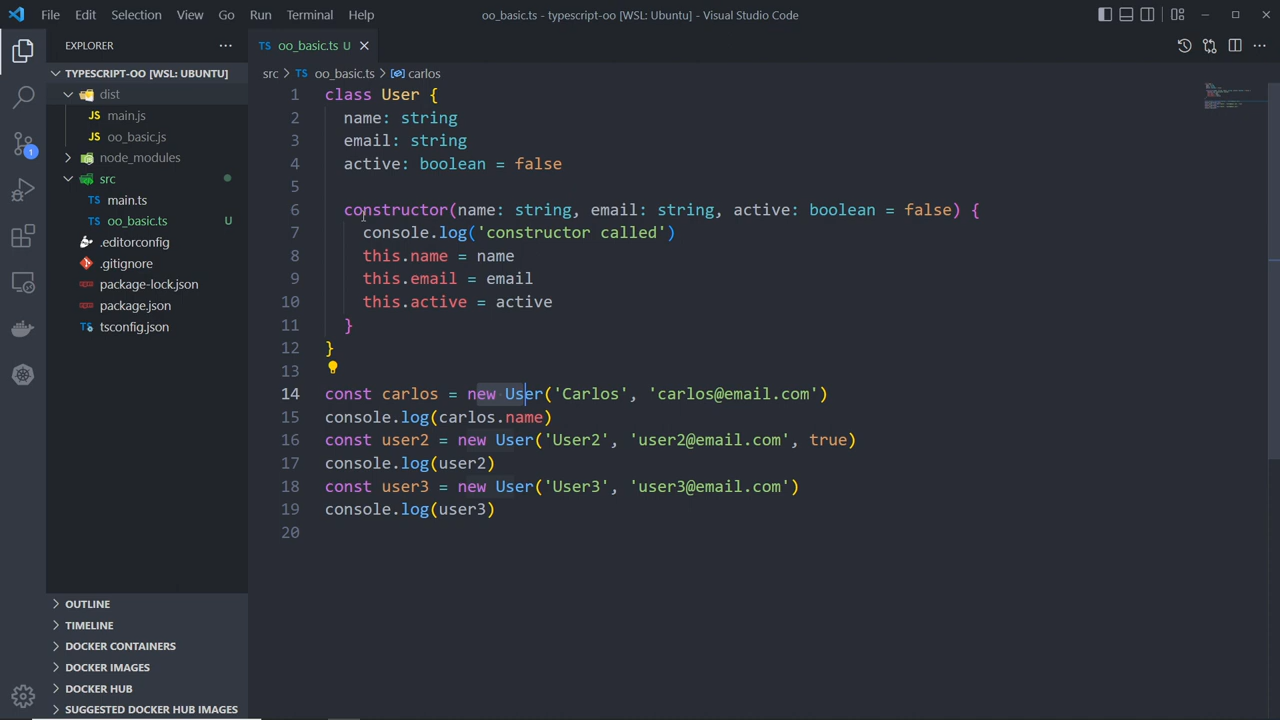 File Edit Selection View Go Run Terminal Help
oo_basic.ts - typescript-oo [WSL: Ubuntu] - Visual Studio Code
EXPLORER
TYPESCRIPT-OO [WSL: UBUNTU]
dist
main.js
oo_basic.js
node_modules
src
TS main.ts
TS oo_basic.ts U
.editorconfig
.gitignore
package-lock.json
package.json
TS tsconfig.json
OUTLINE
TIMELINE
DOCKER CONTAINERS
DOCKER IMAGES
DOCKER HUB
SUGGESTED DOCKER HUB IMAGES
1
TS oo_basic.ts U
src > TS oo_basic.ts > carlos
1 class User {
2 name: string
3 email: string
4 active: boolean = false
5
6 constructor(name: string, email: string, active: boolean = false) {
7 console.log('constructor called')
8 this.name = name
9 this.email = email
10 this.active = active
11 }
12 }
13
14 const carlos = new User('Carlos', 'carlos@email.com')
15 console.log(carlos.name)
16 const user2 = new User('User2', 'user2@email.com', true)
17 console.log(user2)
18 const user3 = new User('User3', 'user3@email.com')
19 console.log(user3)
20